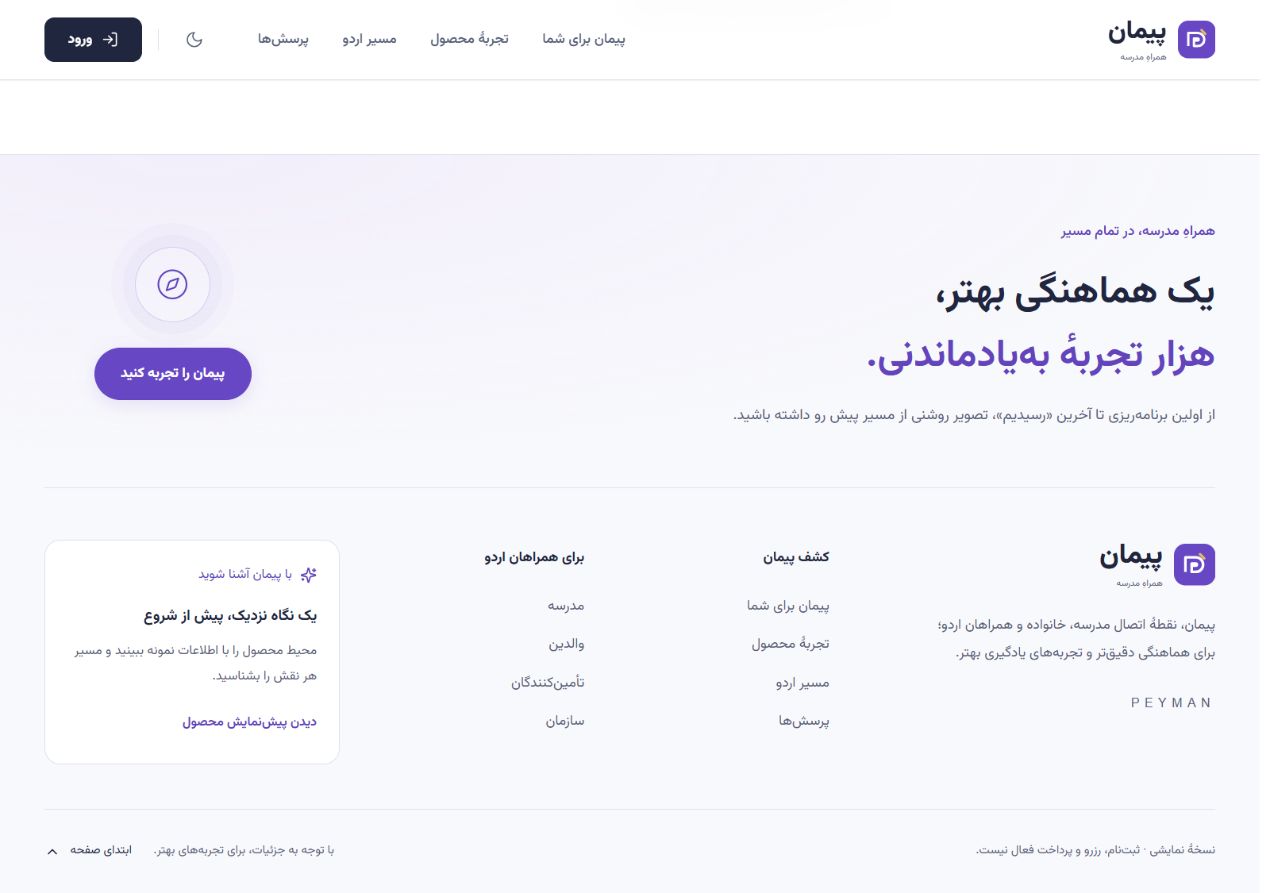 پیمان
همراه مدرسه
پیمان برای شما
تجربهٔ محصول
مسیر اردو
پرسش‌ها
ورود
همراهِ مدرسه، در تمام مسیر
یک هماهنگی بهتر،
هزار تجربهٔ به‌یادماندنی.
از اولین برنامه‌ریزی تا آخرین «رسیدیم»، تصویر روشنی از مسیر پیش رو داشته باشید.
پیمان را تجربه کنید
پیمان
همراه مدرسه
پیمان، نقطهٔ اتصال مدرسه، خانواده و همراهان اردو؛
برای هماهنگی دقیق‌تر و تجربه‌های یادگیری بهتر.
PEYMAN
کشف پیمان
پیمان برای شما
تجربهٔ محصول
مسیر اردو
پرسش‌ها
برای همراهان اردو
مدرسه
والدین
تأمین‌کنندگان
سازمان
با پیمان آشنا شوید
یک نگاه نزدیک، پیش از شروع
محیط محصول را با اطلاعات نمونه ببینید و مسیر
هر نقش را بشناسید.
دیدن پیش‌نمایش محصول
نسخهٔ نمایشی · ثبت‌نام، رزرو و پرداخت فعال نیست.
با توجه به جزئیات، برای تجربه‌های بهتر.
ابتدای صفحه